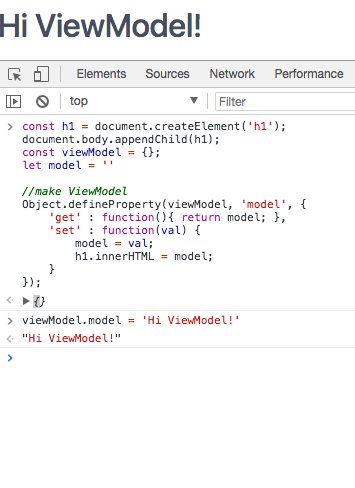 Hi ViewModel!
Elements Sources Network Performance
top ▼ Filter
> const h1 = document.createElement('h1');
document.body.appendChild(h1);
const viewModel = {};
let model = ''
//make ViewModel
Object.defineProperty(viewModel, 'model', {
    'get' : function(){ return model; },
    'set' : function(val) {
        model = val;
        h1.innerHTML = model;
    }
});
▶ {}
> viewModel.model = 'Hi ViewModel!'
"Hi ViewModel!"
>